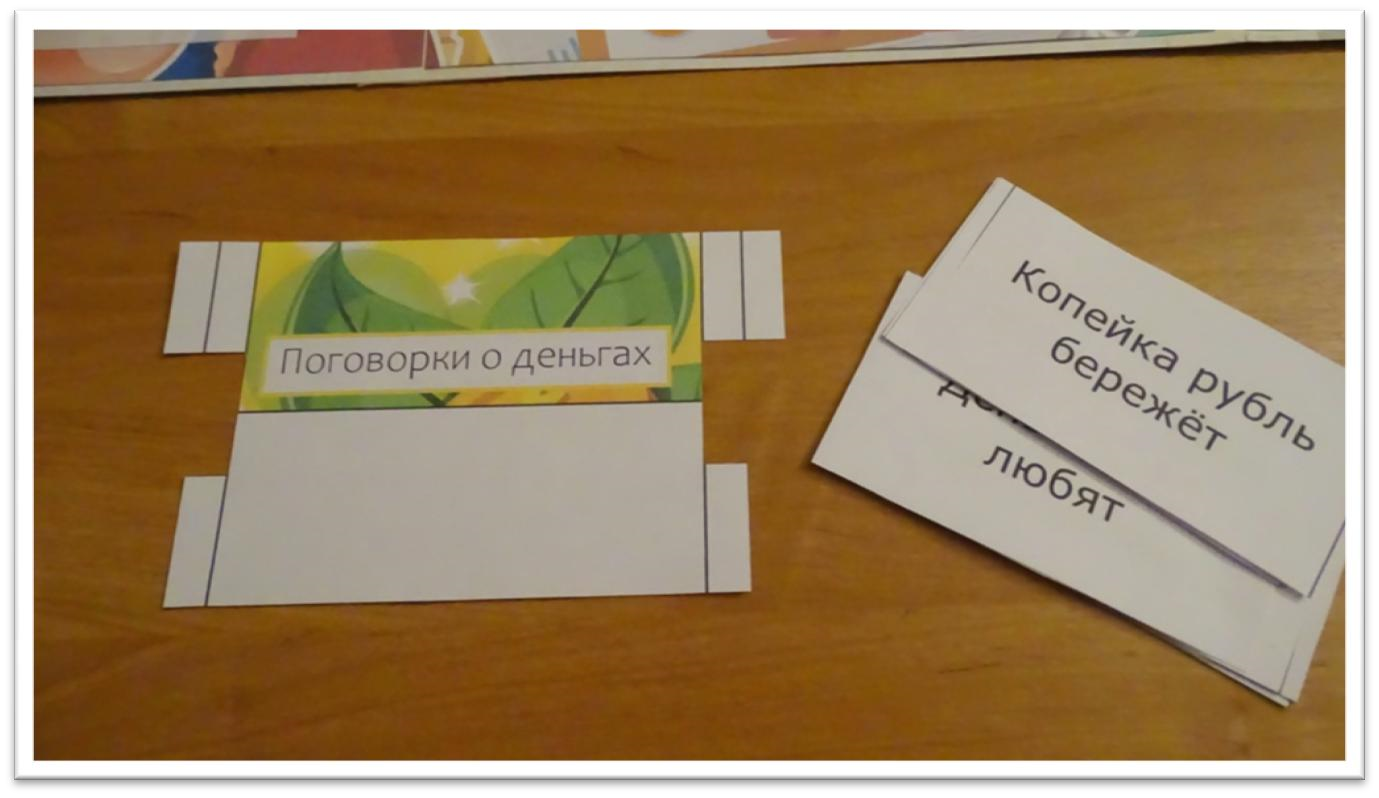 Поговорки о деньгах
Копейка рубль
бережёт
любят